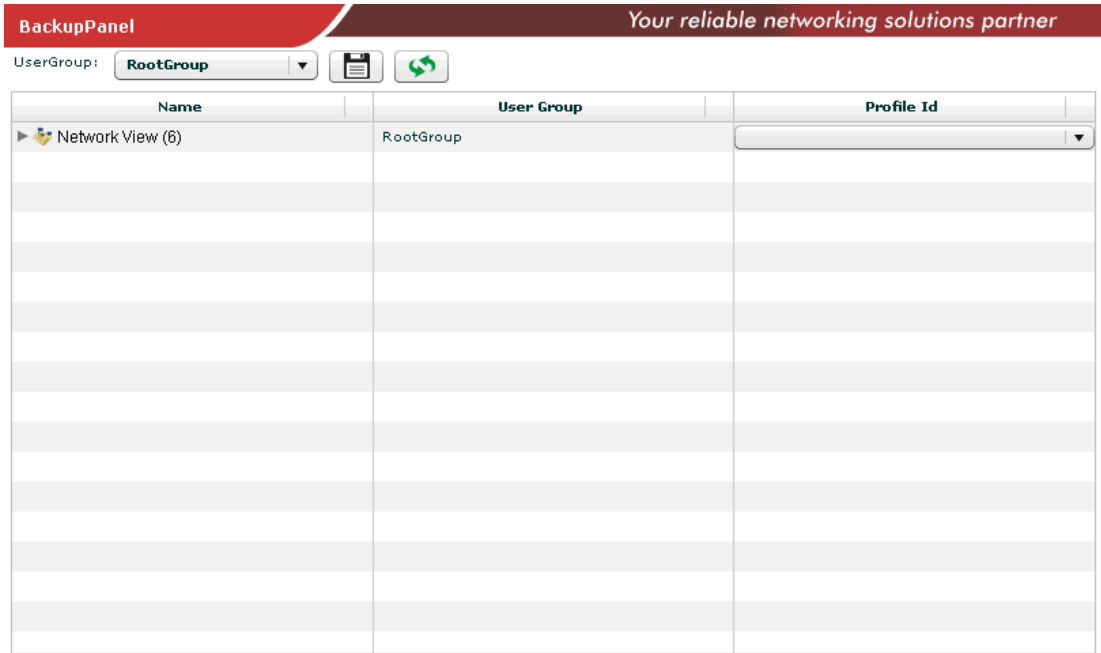 BackupPanel
Your reliable networking solutions partner
UserGroup: RootGroup
Name User Group Profile Id
Network View (6) RootGroup